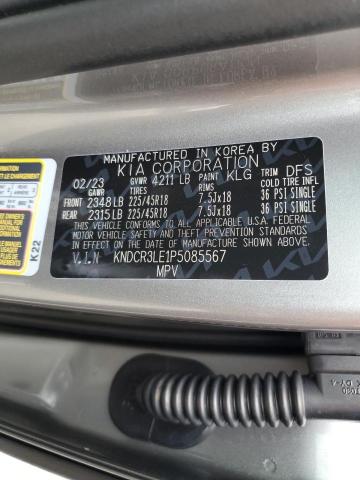 MANUFACTURED IN KOREA BY
KIA CORPORATION
02/23 GVWR 4211 LB PAINT KLG TRIM DFS
GAWR TIRES RIMS COLD TIRE INFL
FRONT 2348LB 225/45R18 7.5Jx18 36 PSI SINGLE
REAR 2315LB 225/45R18 7.5Jx18 36 PSI SINGLE
THIS VEHICLE CONFORMS TO ALL APPLICABLE U.S.A. FEDERAL
MOTOR VEHICLE SAFETY, BUMPER, AND THEFT PREVENTION
STANDARDS IN EFFECT ON THE DATE OF MANUFACTURE SHOWN ABOVE.
V.I.N KNDCR3LE1P5085567
MPV
K22